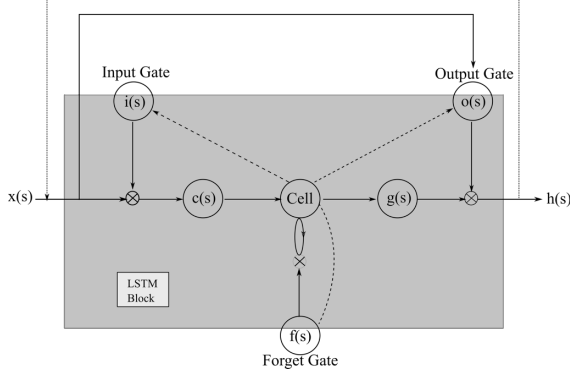 Input Gate
Output Gate
i(s)
o(s)
x(s)
c(s)
Cell
g(s)
h(s)
LSTM
Block
f(s)
Forget Gate